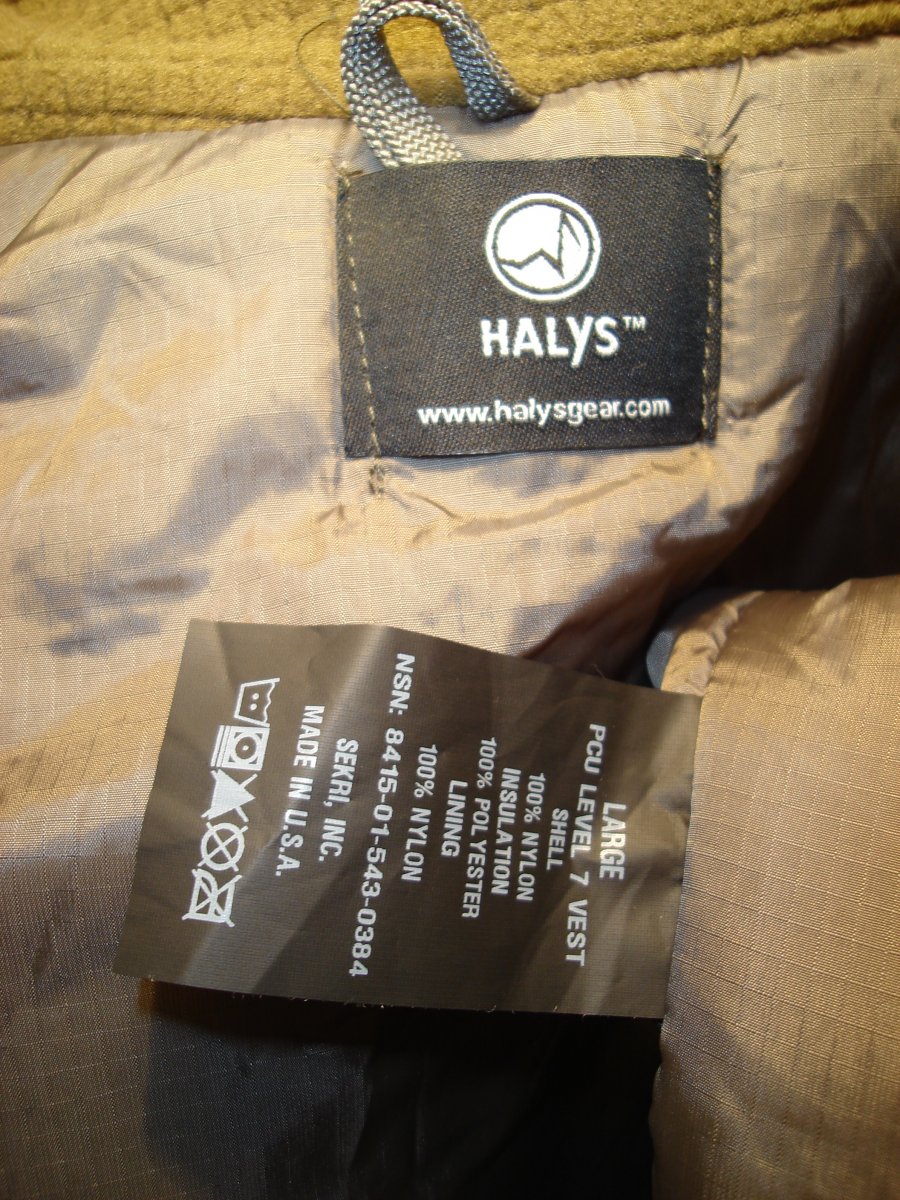 HALYS™
www.halysgear.com
LARGE
PCU LEVEL 7 VEST
SHELL
100% NYLON
INSULATION
100% POLYESTER
LINING
100% NYLON
NSN: 8415-01-543-0384
SEKRI, INC.
MADE IN U.S.A.